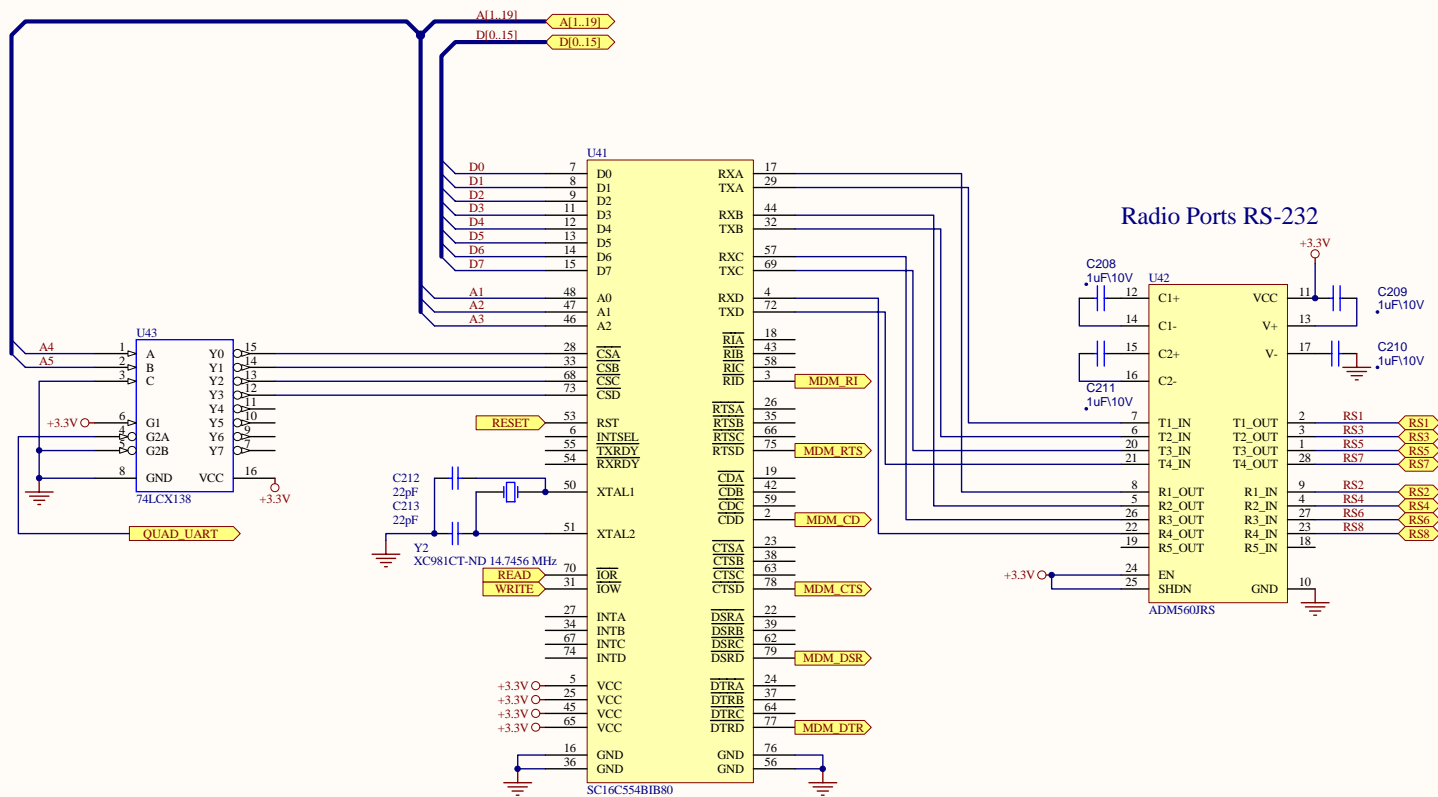 A[1..19] A[1..19]
D[0..15] D[0..15]
U41
D0 7 D0 RXA 17
D1 8 D1 TXA 29
D2 9 D2
D3 11 D3 RXB 44
D4 12 D4 TXB 32
D5 13 D5
D6 14 D6 RXC 57
D7 15 D7 TXC 69
A1 48 A0 RXD 4
A2 47 A1 TXD 72
A3 46 A2
RIA 18
28 CSA RIB 43
33 CSB RIC 58
68 CSC RID 3 MDM_RI
73 CSD
RTSA 26
RESET 53 RST RTSB 35
6 INTSEL RTSC 66
55 TXRDY RTSD 75 MDM_RTS
54 RXRDY
CDA 19
50 XTAL1 CDB 42
CDC 59
CDD 2 MDM_CD
51 XTAL2
CTSA 23
CTSB 38
READ 70 IOR CTSC 63
WRITE 31 IOW CTSD 78 MDM_CTS
27 INTA DSRA 22
34 INTB DSRB 39
67 INTC DSRC 62
74 INTD DSRD 79 MDM_DSR
+3.3V 5 VCC DTRA 24
+3.3V 25 VCC DTRB 37
+3.3V 45 VCC DTRC 64
+3.3V 65 VCC DTRD 77 MDM_DTR
16 GND GND 76
36 GND GND 56
SC16C554BIB80
U43
A4 1 A Y0 15
A5 2 B Y1 14
3 C Y2 13
Y3 12
Y4 11
+3.3V 6 G1 Y5 10
4 G2A Y6 9
5 G2B Y7 7
8 GND VCC 16
74LCX138
+3.3V
QUAD_UART
C212
22pF
C213
22pF
Y2
XC981CT-ND 14.7456 MHz
Radio Ports RS-232
+3.3V
C208
.1uF\10V
U42
12 C1+ VCC 11
C209
.1uF\10V
14 C1- V+ 13
15 C2+ V- 17
C210
.1uF\10V
16 C2-
C211
.1uF\10V
7 T1_IN T1_OUT 2 RS1 RS1
6 T2_IN T2_OUT 3 RS3 RS3
20 T3_IN T3_OUT 1 RS5 RS5
21 T4_IN T4_OUT 28 RS7 RS7
8 R1_OUT R1_IN 9 RS2 RS2
5 R2_OUT R2_IN 4 RS4 RS4
26 R3_OUT R3_IN 27 RS6 RS6
22 R4_OUT R4_IN 23 RS8 RS8
19 R5_OUT R5_IN 18
+3.3V 24 EN
25 SHDN GND 10
ADM560JRS